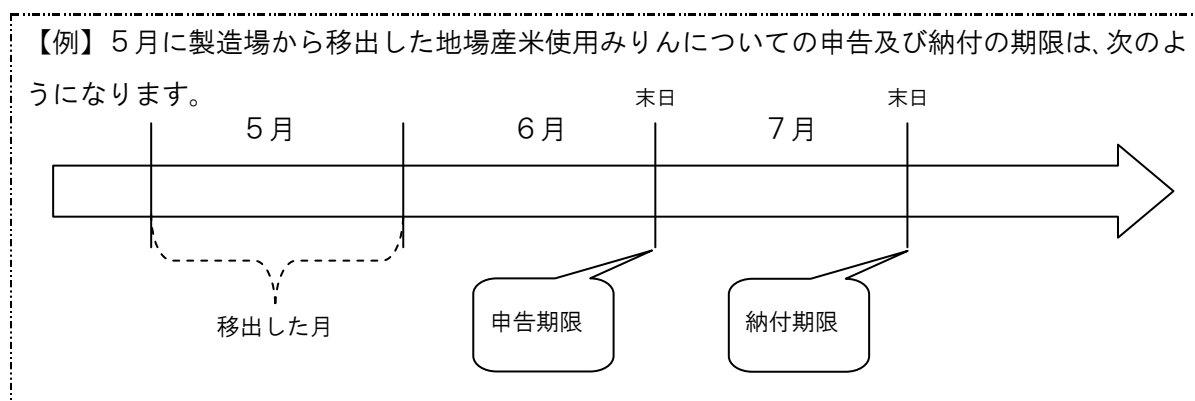 【例】５月に製造場から移出した地場産米使用みりんについての申告及び納付の期限は、次のよ
うになります。
末日 末日
５月 ６月 ７月
申告期限 納付期限
移出した月